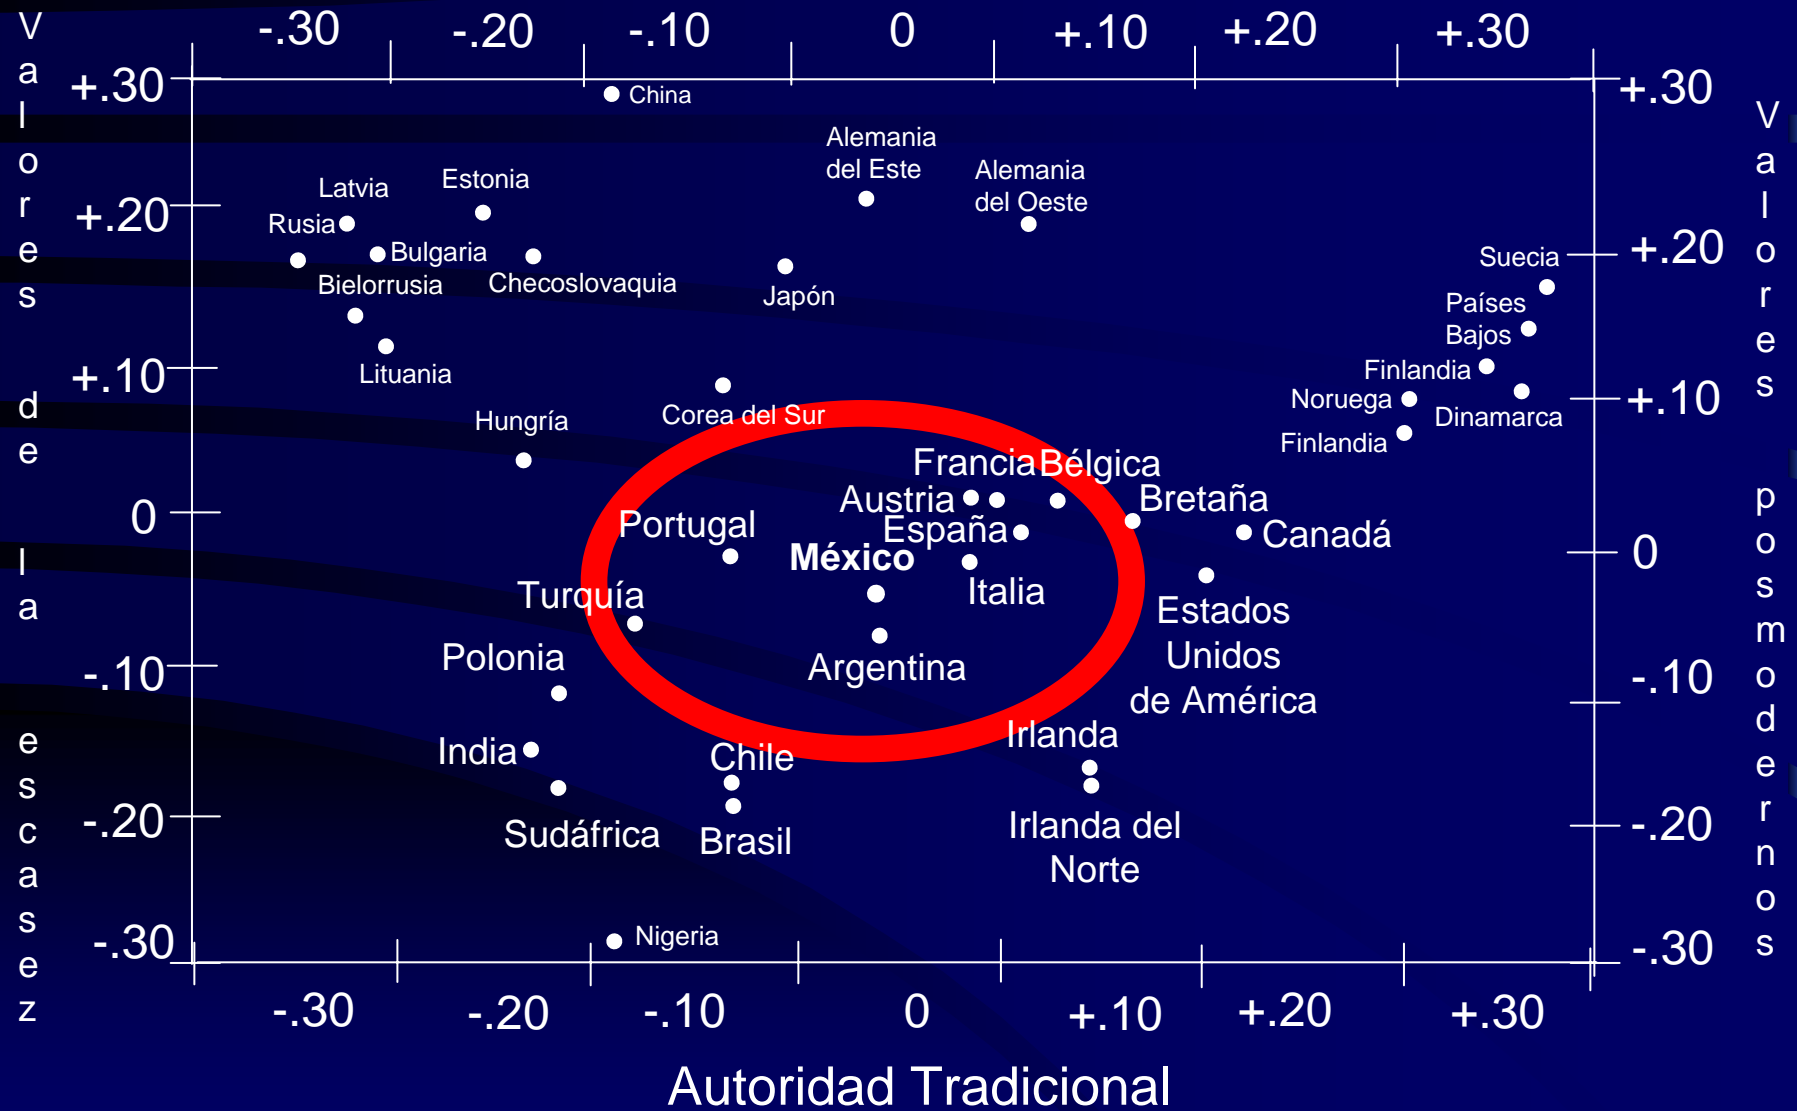 -.30 -.20 -.10 0 +.10 +.20 +.30
Valores de la escasez
+.30
+.20
+.10
0
-.10
-.20
-.30
China
Alemania
del Este
Alemania
del Oeste
Latvia
Estonia
Rusia
Bulgaria
Bielorrusia
Checoslovaquia
Japón
Lituania
Corea del Sur
Hungría
Suecia
Países
Bajos
Finlandia
Noruega
Dinamarca
Finlandia
Francia
Bélgica
Austria
España
Bretaña
Canadá
Portugal
México
Italia
Turquía
Estados
Unidos
de América
Polonia
Argentina
India
Chile
Irlanda
Sudáfrica
Brasil
Irlanda del
Norte
Nigeria
+.30
+.20
+.10
0
-.10
-.20
-.30
Valores posmodernos
-.30 -.20 -.10 0 +.10 +.20 +.30
Autoridad Tradicional